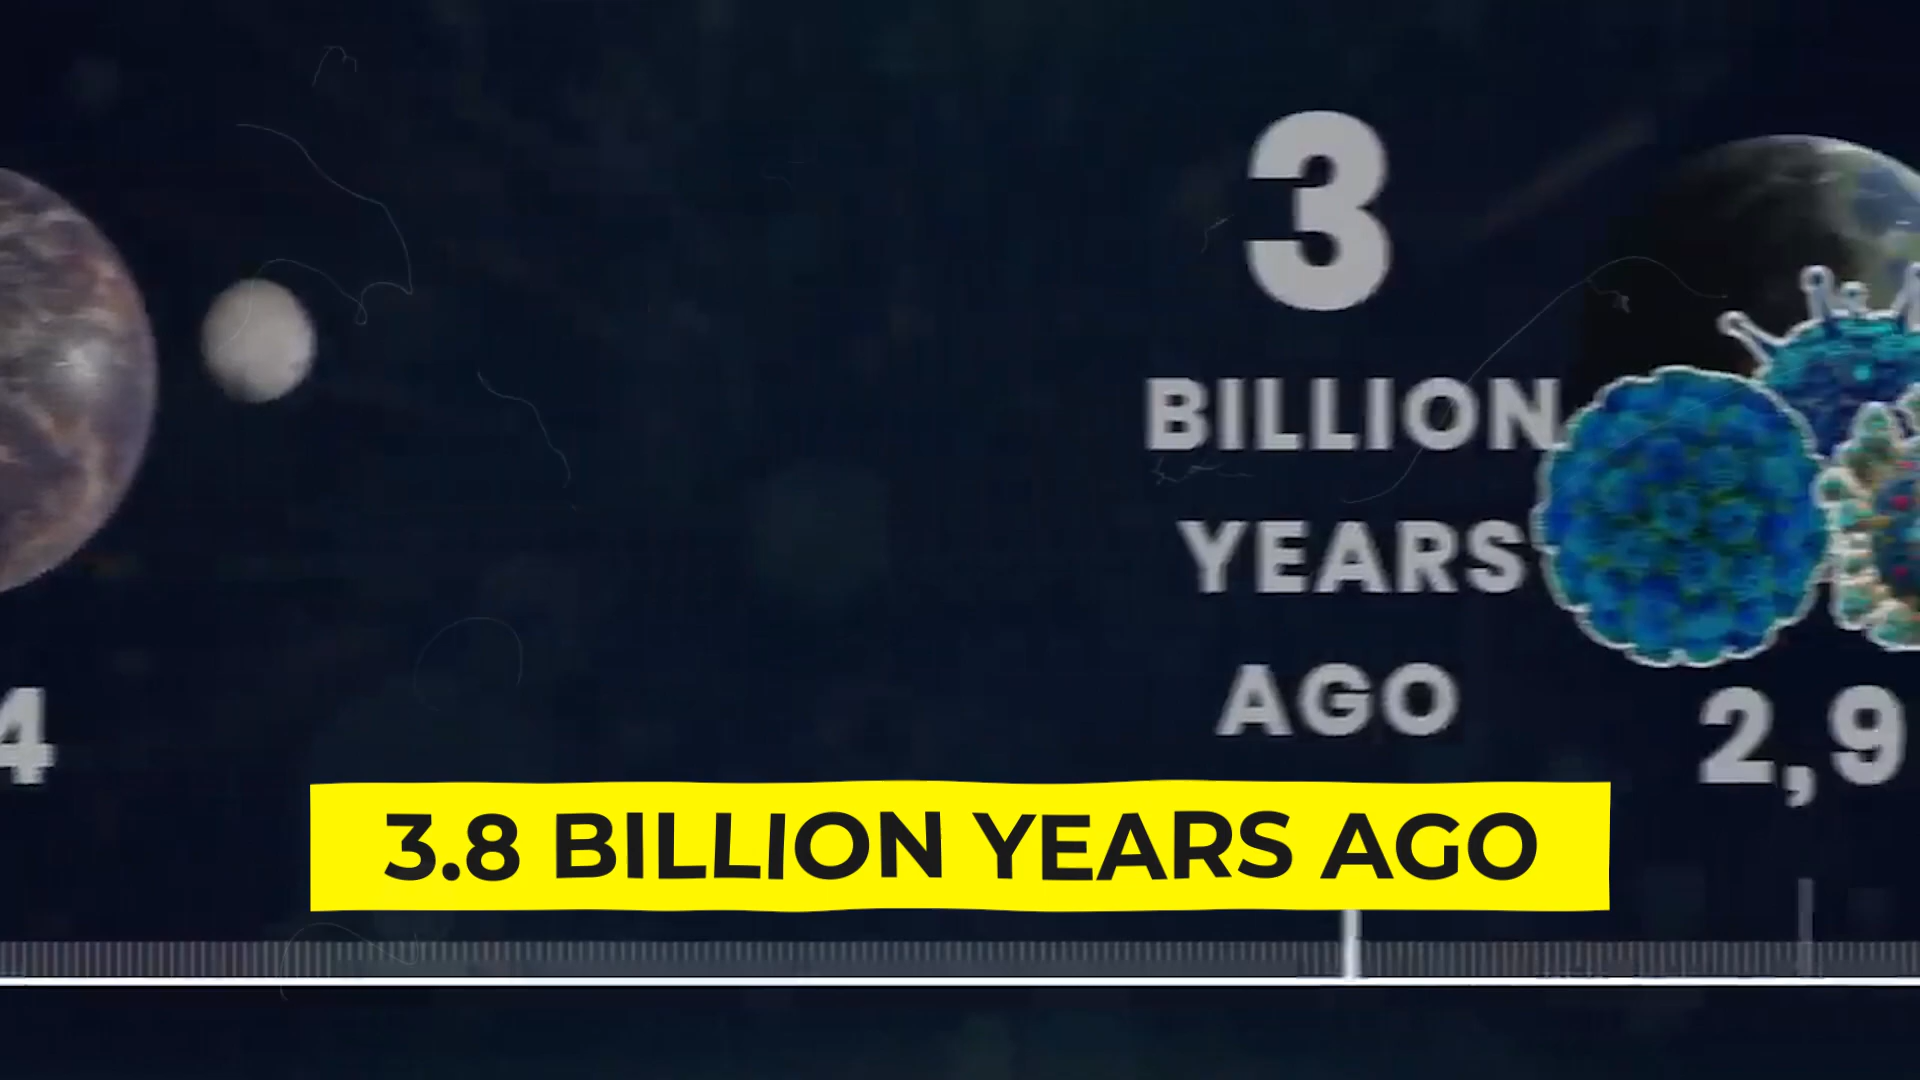 3
BILLION
YEARS
AGO
4
2,9
3.8 BILLION YEARS AGO